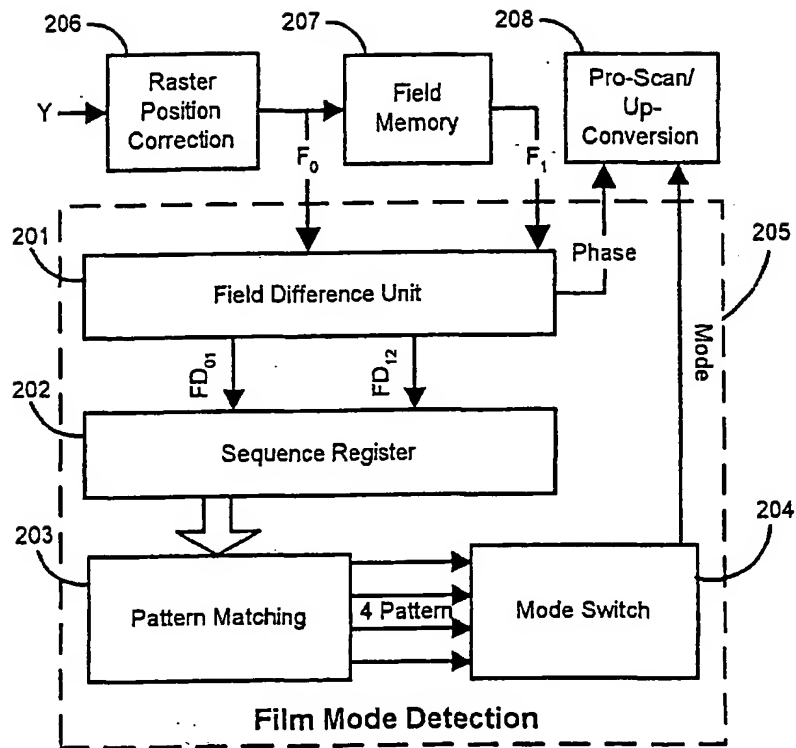 206
207
208
Y
Raster
Position
Correction
Field
Memory
Pro-Scan/
Up-
Conversion
F0
F1
201
Phase
205
Field Difference Unit
Mode
FD01
FD12
202
Sequence Register
203
204
Pattern Matching
4 Pattern
Mode Switch
Film Mode Detection